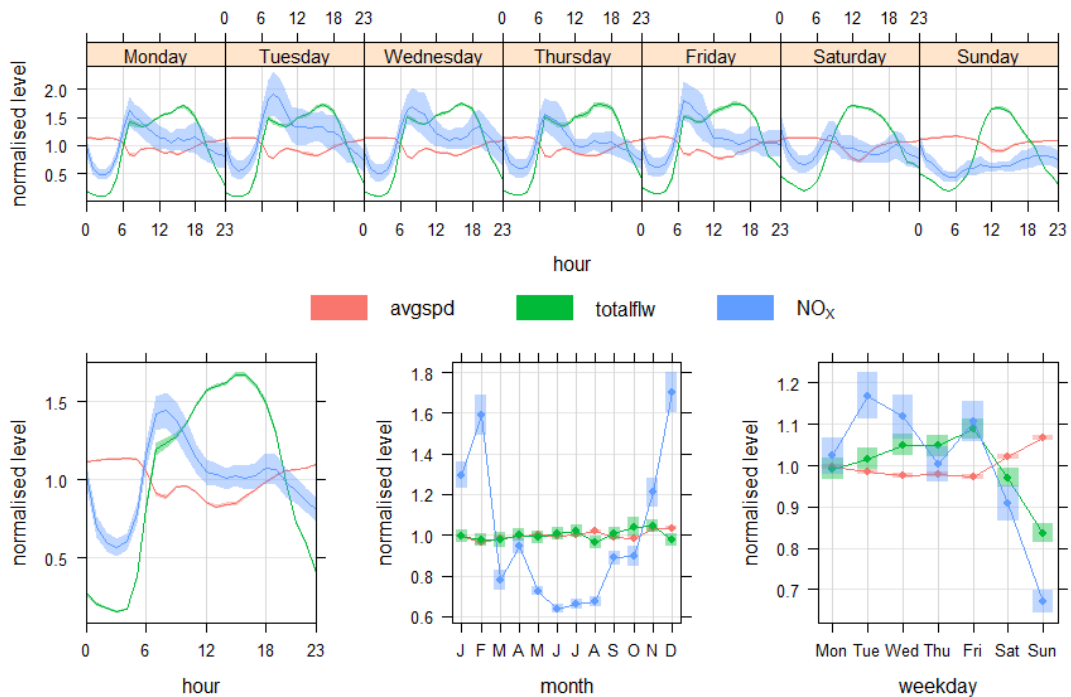 0 6 12 18 23 0 6 12 18 23 0 6 12 18 23
Monday Tuesday Wednesday Thursday Friday Saturday Sunday
normalised level
2.0
1.5
1.0
0.5
0 6 12 18 23 0 6 12 18 23 0 6 12 18 23 0 6 12 18 23
hour
avgspd totalflw NOX
normalised level
1.5
1.0
0.5
0 6 12 18 23
hour
normalised level
1.8
1.6
1.4
1.2
1.0
0.8
0.6
J F M A M J J A S O N D
month
normalised level
1.2
1.1
1.0
0.9
0.8
0.7
Mon Tue Wed Thu Fri Sat Sun
weekday